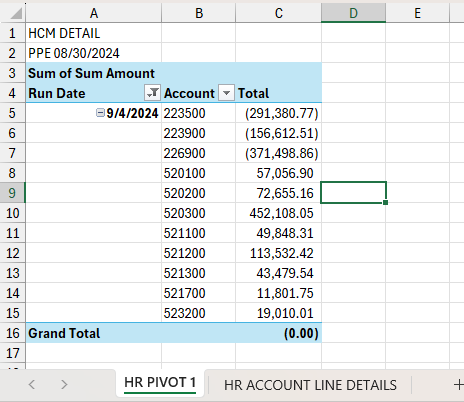 A B C D E
1 HCM DETAIL
2 PPE 08/30/2024
3 Sum of Sum Amount
4 Run Date Account Total
5 9/4/2024 223500 (291,380.77)
6 223900 (156,612.51)
7 226900 (371,498.86)
8 520100 57,056.90
9 520200 72,655.16
10 520300 452,108.05
11 521100 49,848.31
12 521200 113,532.42
13 521300 43,479.54
14 521700 11,801.75
15 523200 19,010.01
16 Grand Total (0.00)
17
HR PIVOT 1 HR ACCOUNT LINE DETAILS